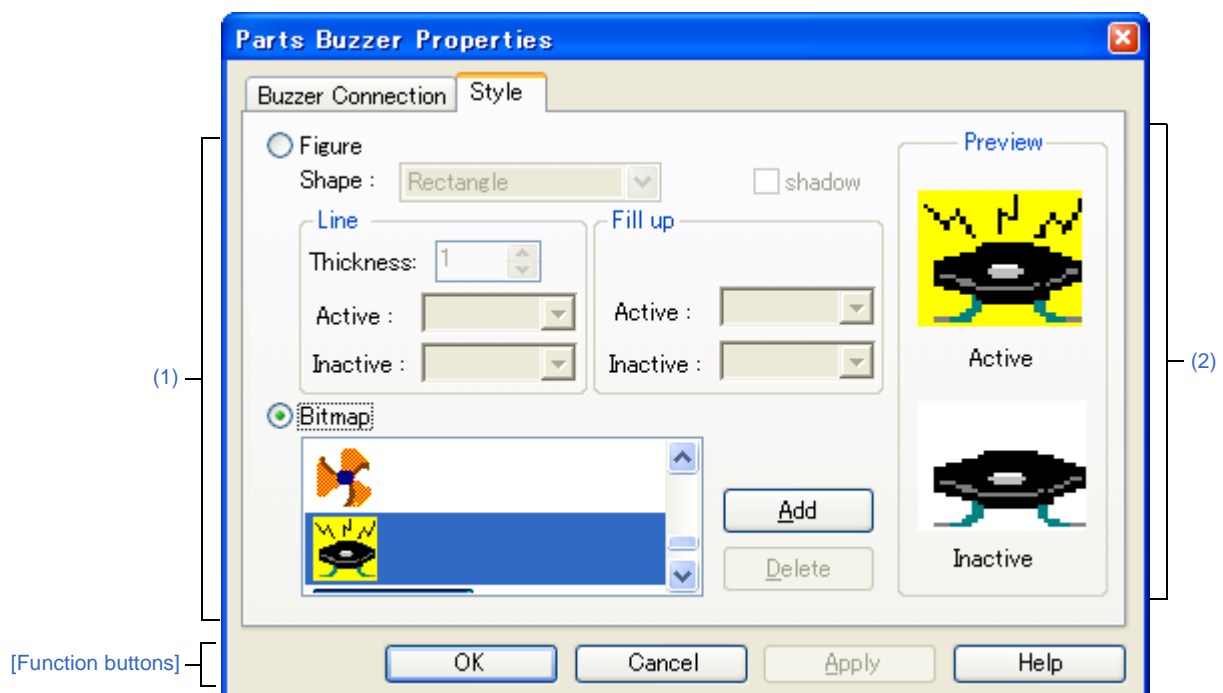 Parts Buzzer Properties
Buzzer Connection
Style
Figure
Shape : Rectangle
shadow
Line
Thickness: 1
Active :
Inactive :
Fill up
Active :
Inactive :
Bitmap
Add
Delete
Preview
Active
Inactive
(1)
(2)
[Function buttons]
OK
Cancel
Apply
Help